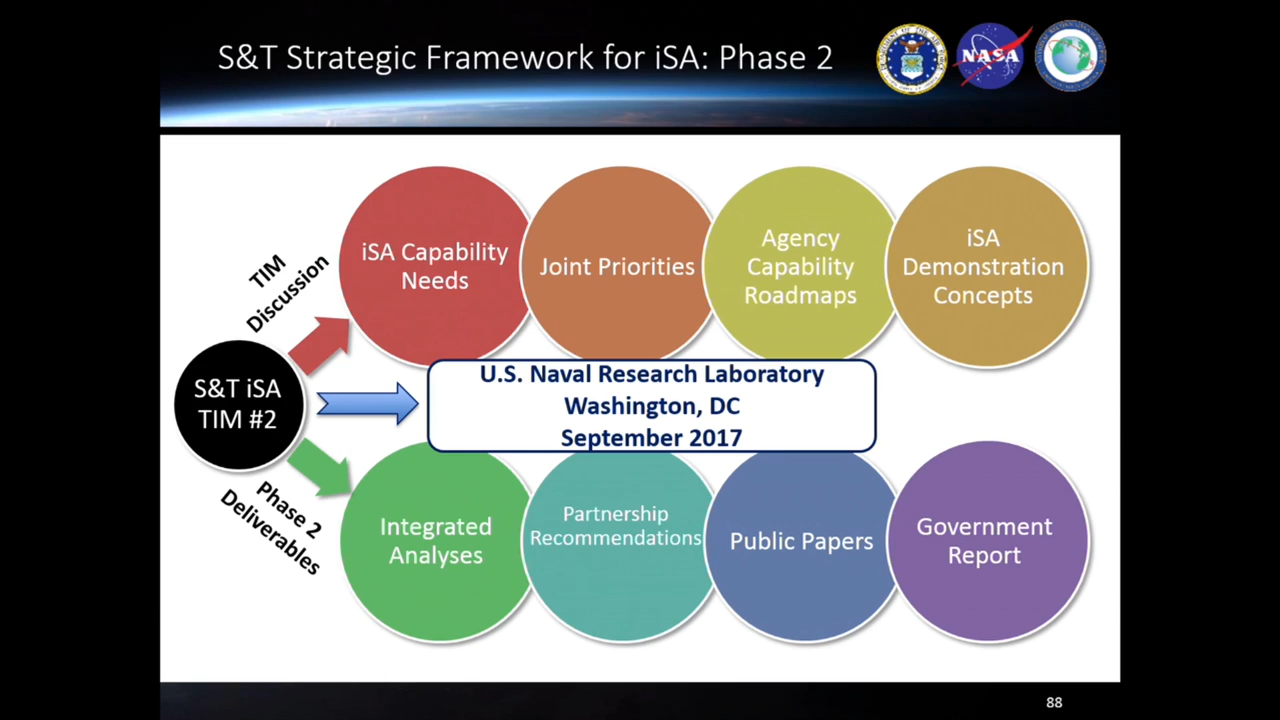 S&T Strategic Framework for iSA: Phase 2
NASA
TIM
Discussion
iSA Capability
Needs
Joint Priorities
Agency
Capability
Roadmaps
iSA
Demonstration
Concepts
S&T iSA
TIM #2
U.S. Naval Research Laboratory
Washington, DC
September 2017
Phase 2
Deliverables
Integrated
Analyses
Partnership
Recommendations
Public Papers
Government
Report
88